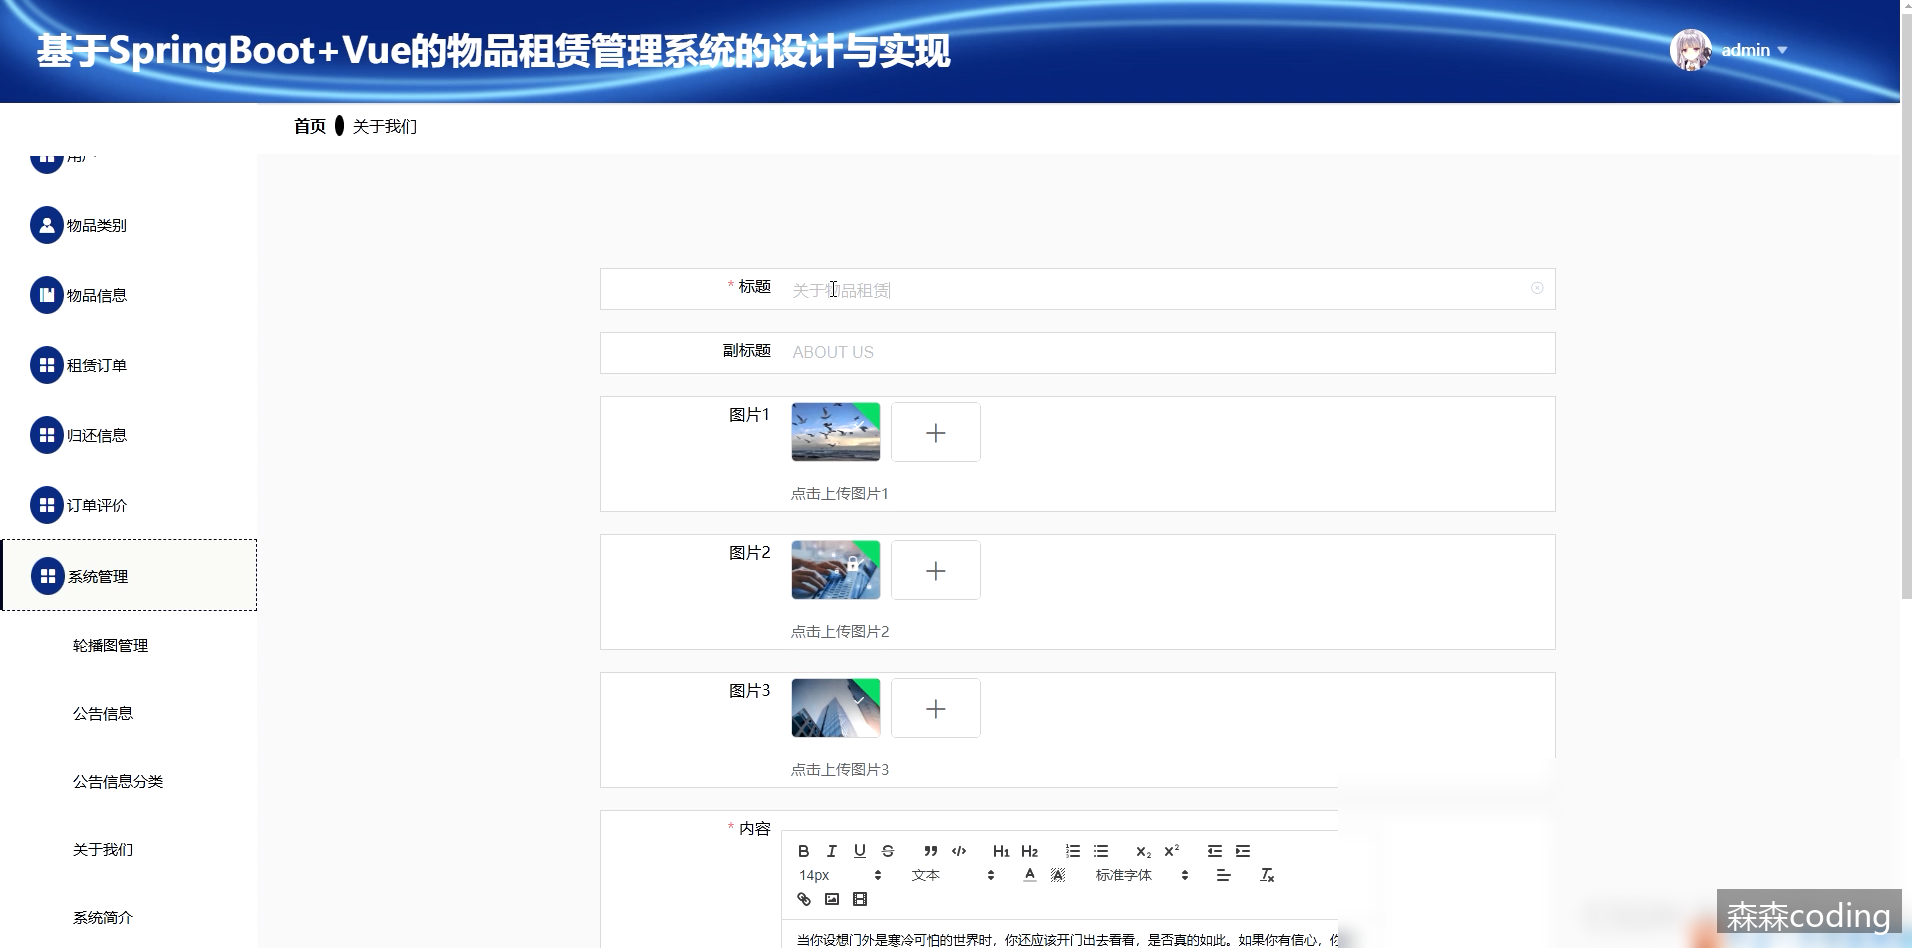 基于SpringBoot+Vue的物品租赁管理系统的设计与实现
admin
首页 关于我们
用户
物品类别
物品信息
租赁订单
归还信息
订单评价
系统管理
轮播图管理
公告信息
公告信息分类
关于我们
系统简介
* 标题 关于物品租赁
副标题 ABOUT US
图片1
点击上传图片1
图片2
点击上传图片2
图片3
点击上传图片3
* 内容
14px 文本 标准字体
当你设想门外是寒冷可怕的世界时，你还应该开门出去看看，是否真的如此。如果你有信心，
森森coding